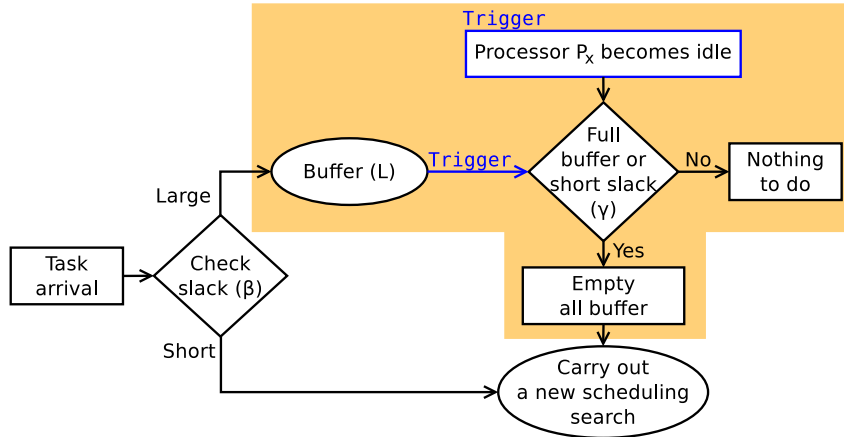 Trigger
Processor Pₓ becomes idle
Full
buffer or
short slack
(γ)
Buffer (L)
Trigger
No
Nothing
to do
Large
Task
arrival
Check
slack (β)
Yes
Empty
all buffer
Short
Carry out
a new scheduling
search